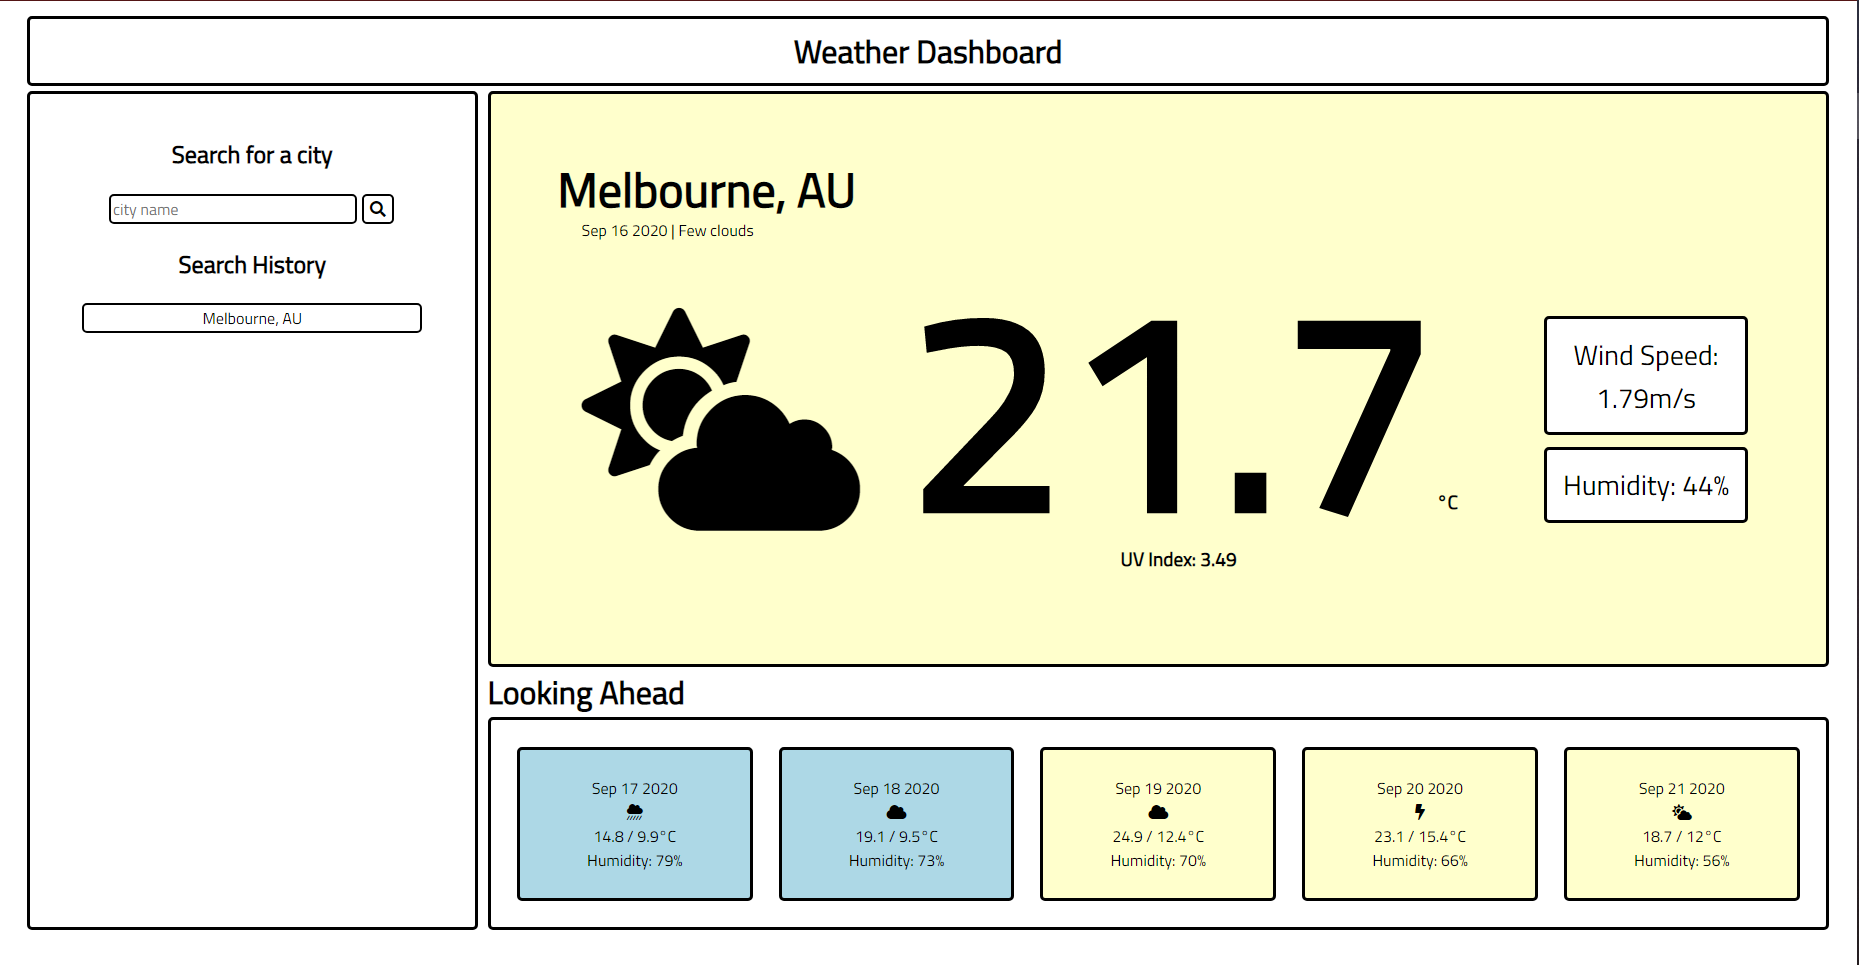 Weather Dashboard
Search for a city
city name
Search History
Melbourne, AU
Melbourne, AU
Sep 16 2020 | Few clouds
21.7 °C
Wind Speed:
1.79m/s
Humidity: 44%
UV Index: 3.49
Looking Ahead
Sep 17 2020
14.8 / 9.9°C
Humidity: 79%
Sep 18 2020
19.1 / 9.5°C
Humidity: 73%
Sep 19 2020
24.9 / 12.4°C
Humidity: 70%
Sep 20 2020
23.1 / 15.4°C
Humidity: 66%
Sep 21 2020
18.7 / 12°C
Humidity: 56%